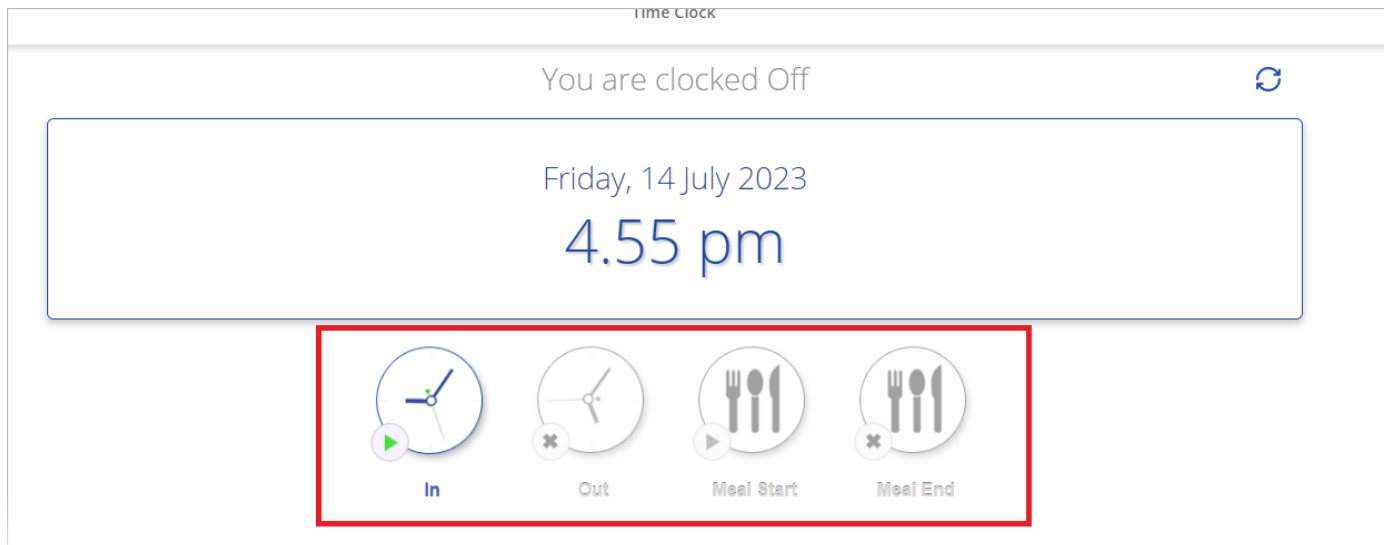 Time Clock
You are clocked Off
Friday, 14 July 2023
4.55 pm
In Out Meal Start Meal End